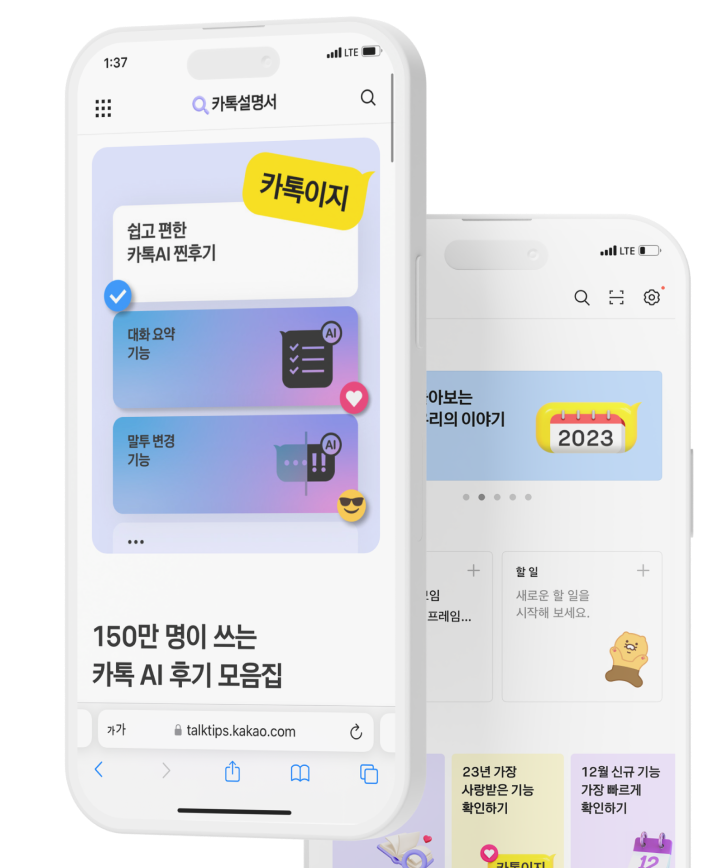 1:37
LTE
카톡설명서
카톡이지
쉽고 편한
카톡AI 찐후기
대화 요약
기능
AI
말투 변경
기능
AI
...
150만 명이 쓰는
카톡 AI 후기 모음집
가가
talktips.kakao.com
LTE
아보는
리의 이야기
2023
프레임...
할 일
새로운 할 일을
시작해 보세요.
23년 가장
사랑받은 기능
확인하기
카톡이지
12월 신규 기능
가장 빠르게
확인하기
12